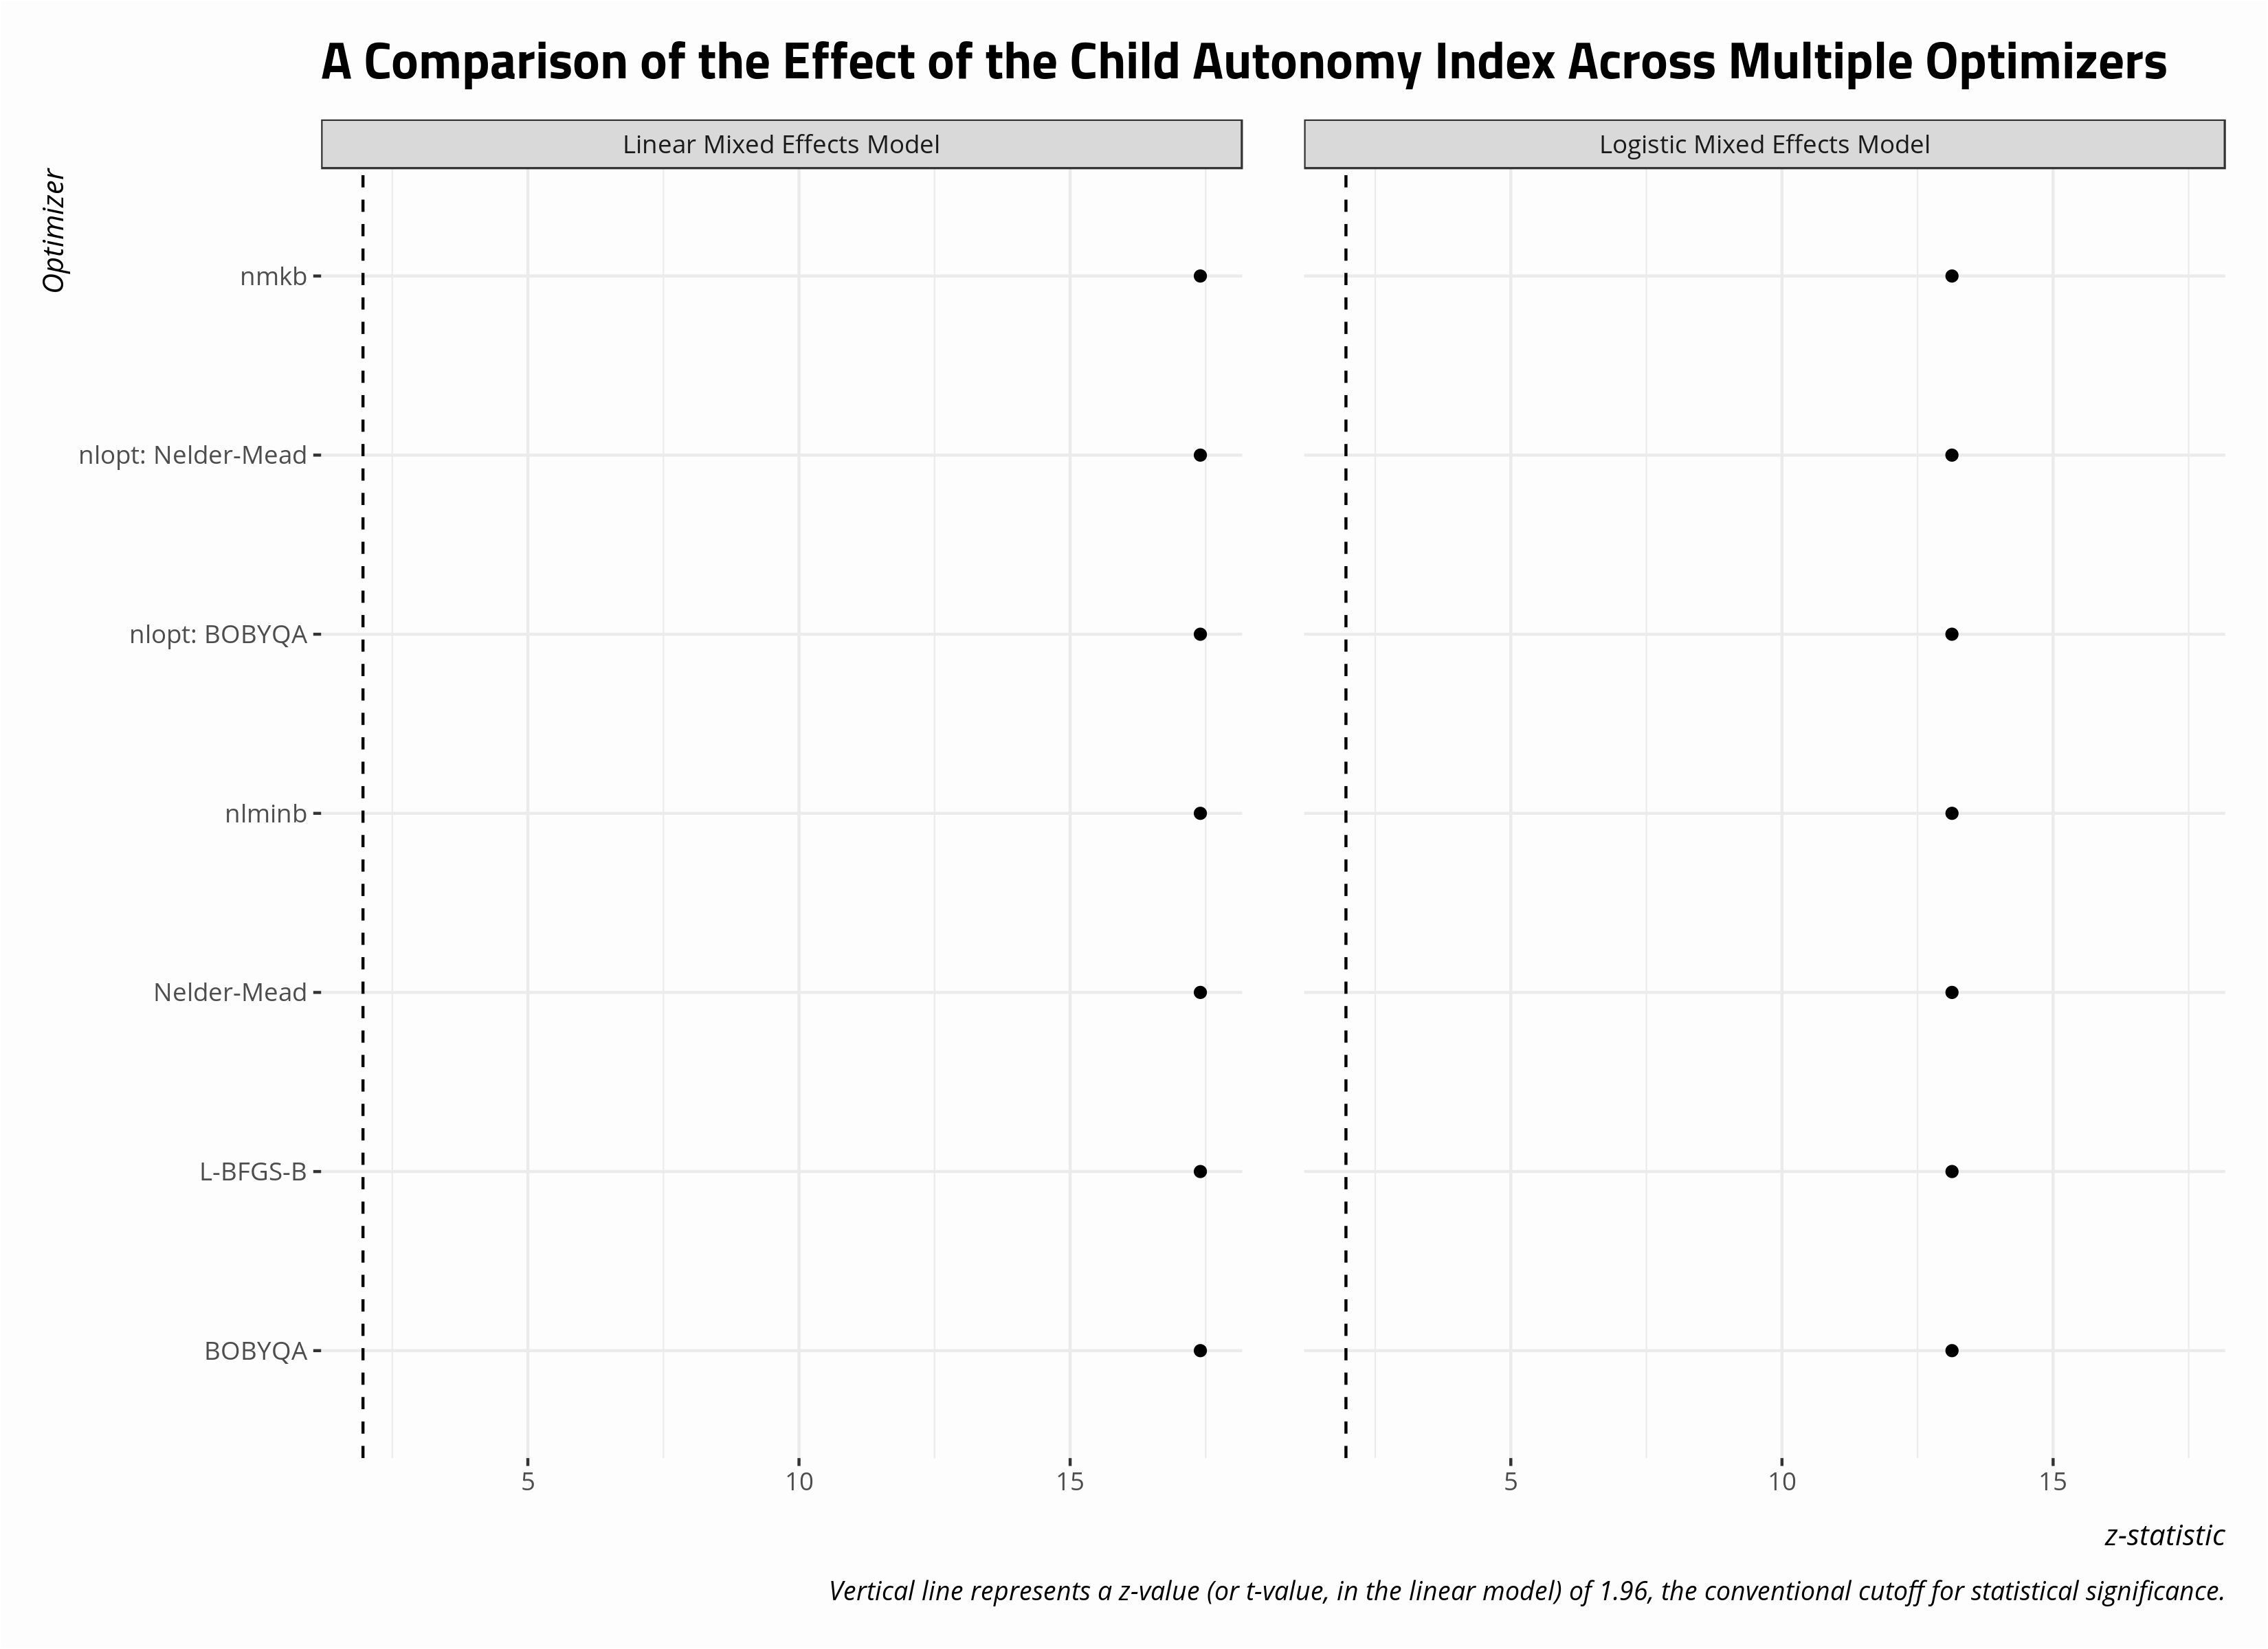 A Comparison of the Effect of the Child Autonomy Index Across Multiple Optimizers
Linear Mixed Effects Model
Logistic Mixed Effects Model
Optimizer
nmkb
nlopt: Nelder-Mead
nlopt: BOBYQA
nlminb
Nelder-Mead
L-BFGS-B
BOBYQA
5 10 15
5 10 15
z-statistic
Vertical line represents a z-value (or t-value, in the linear model) of 1.96, the conventional cutoff for statistical significance.